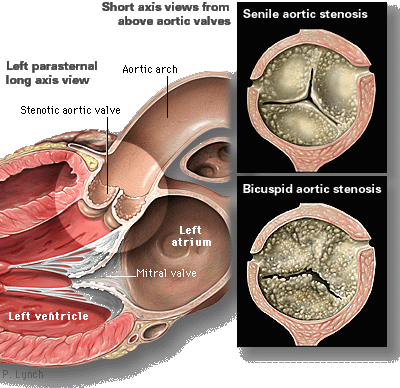 Short axis views from
above aortic valves
Senile aortic stenosis
Left parasternal
long axis view
Aortic arch
Stenotic aortic valve
Bicuspid aortic stenosis
Left
atrium
Mitral valve
Left ventricle
P. Lynch